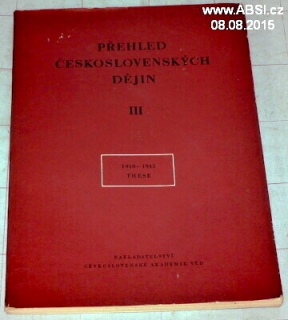 www.ABSI.cz
08.08.2015
PŘEHLED
ČESKOSLOVENSKÝCH
DĚJIN
III
THESE
NAKLADATELSTVÍ
ČESKOSLOVENSKÉ AKADEMIE VĚD